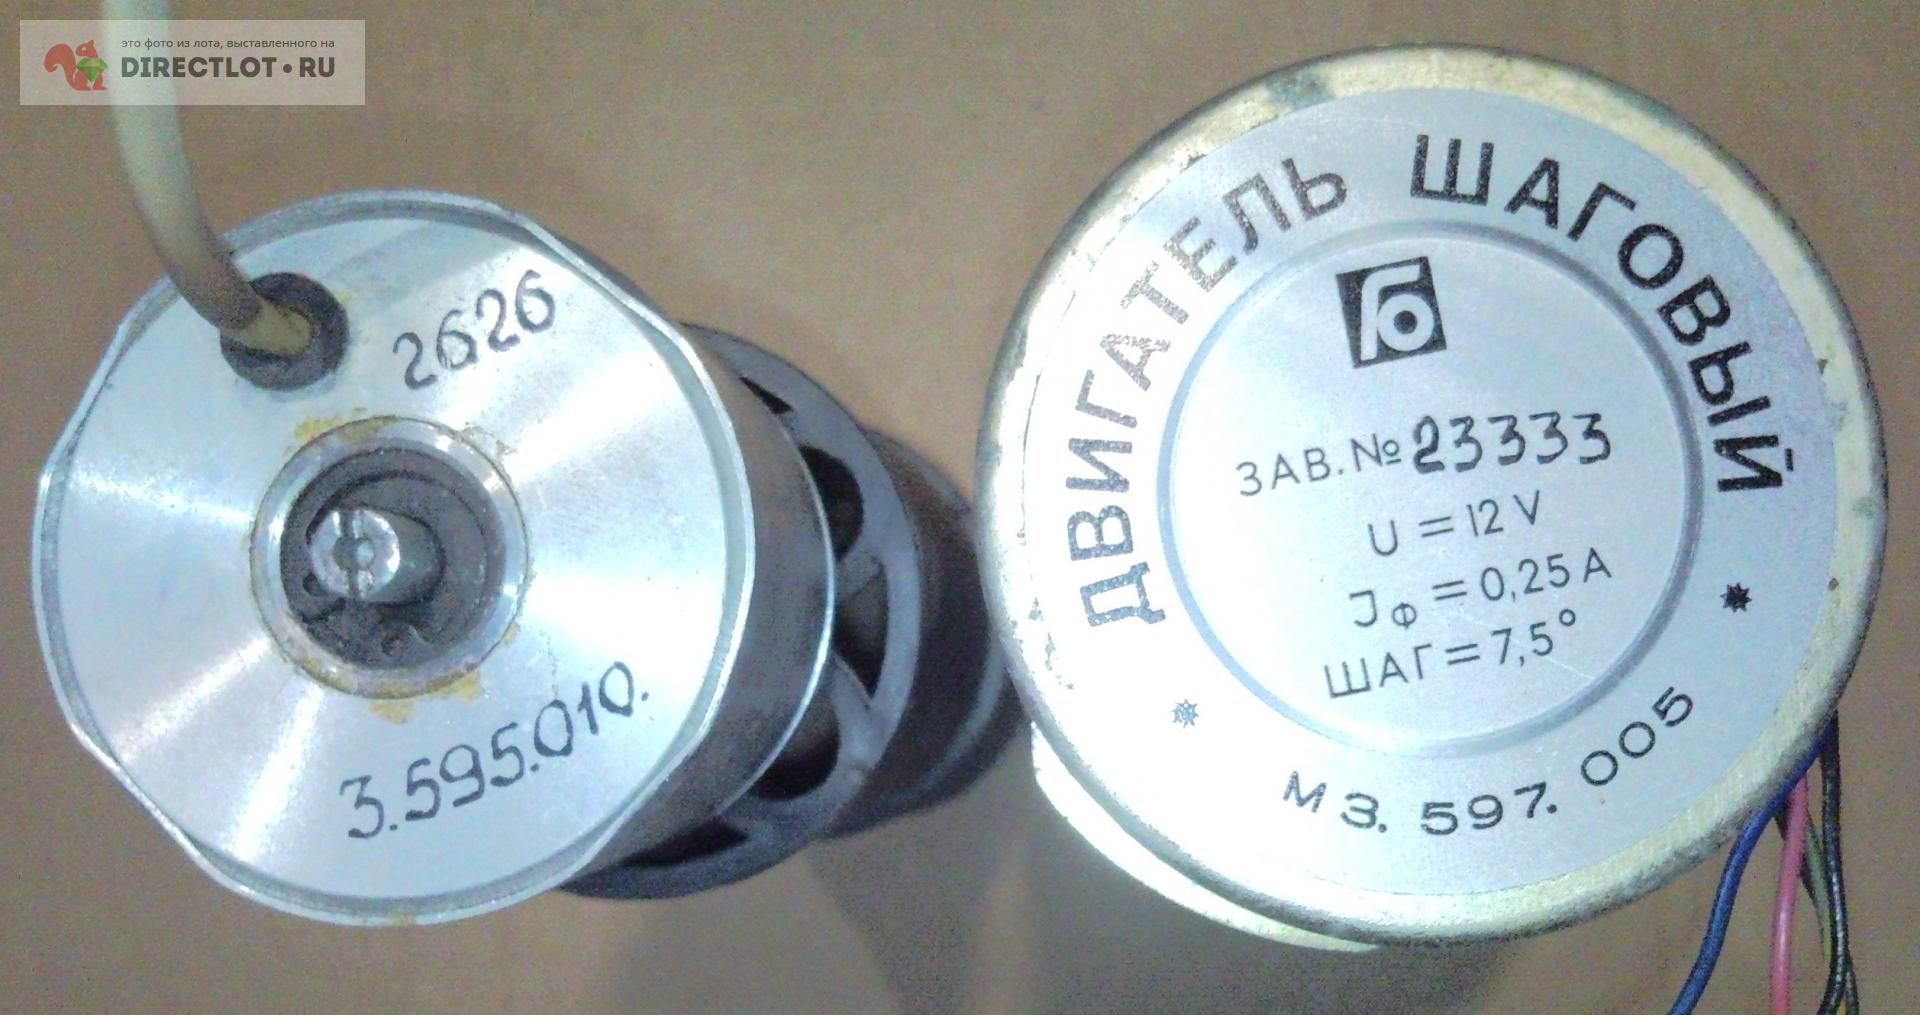 это фото из лота, выставленного на
DIRECTLOT•RU
2626
3.595.010.
ДВИГАТЕЛЬ ШАГОВЫЙ
ЗАВ.№ 23333
U = 12 V
Jф = 0,25 А
ШАГ = 7,5°
М3. 597. 005